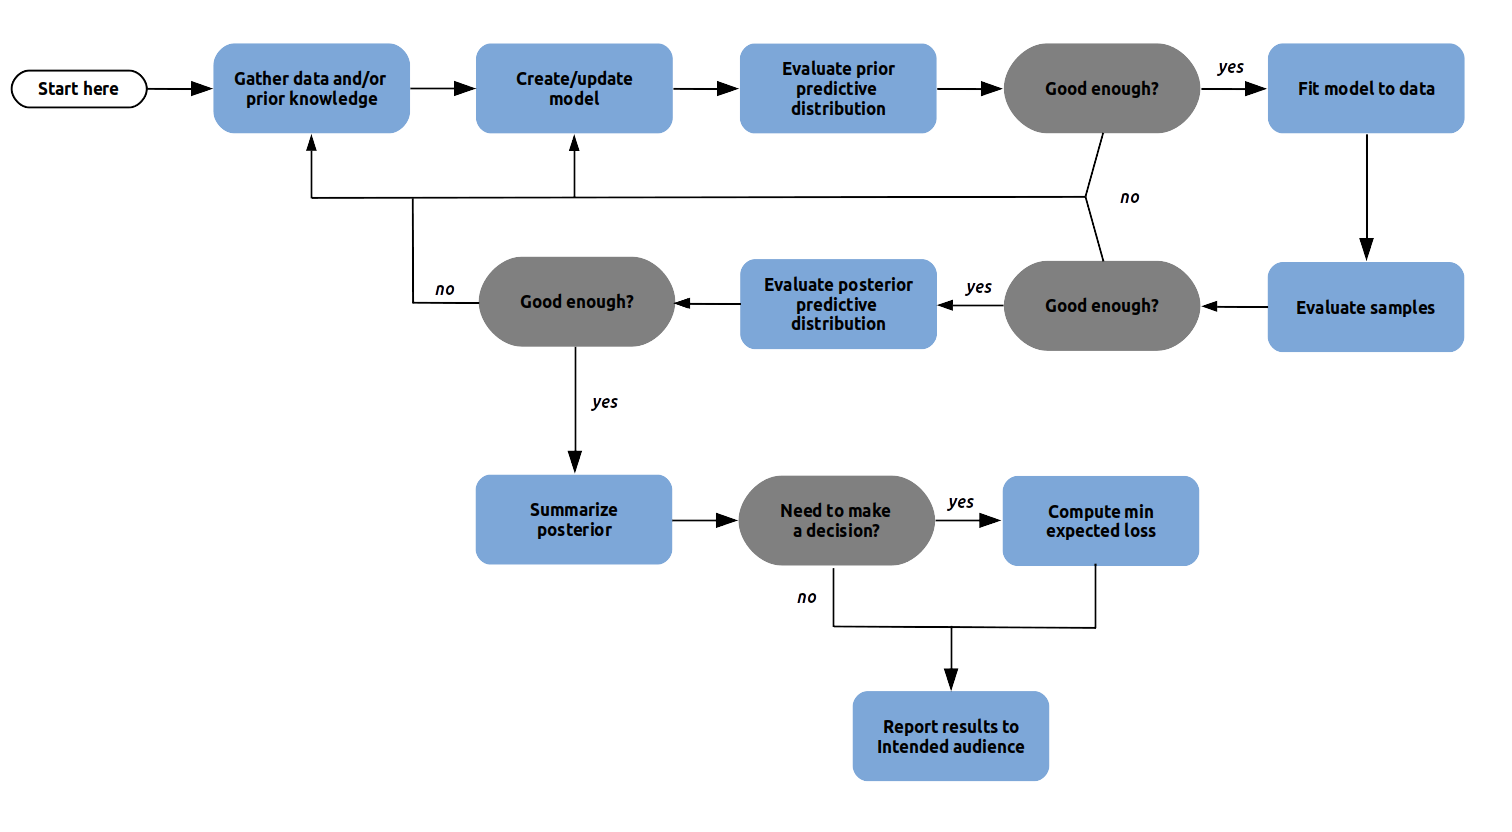 Start here
Gather data and/or
prior knowledge
Create/update
model
Evaluate prior
predictive
distribution
Good enough?
yes
Fit model to data
no
Evaluate samples
Good enough?
yes
Evaluate posterior
predictive
distribution
Good enough?
no
yes
Summarize
posterior
Need to make
a decision?
yes
Compute min
expected loss
no
Report results to
Intended audience